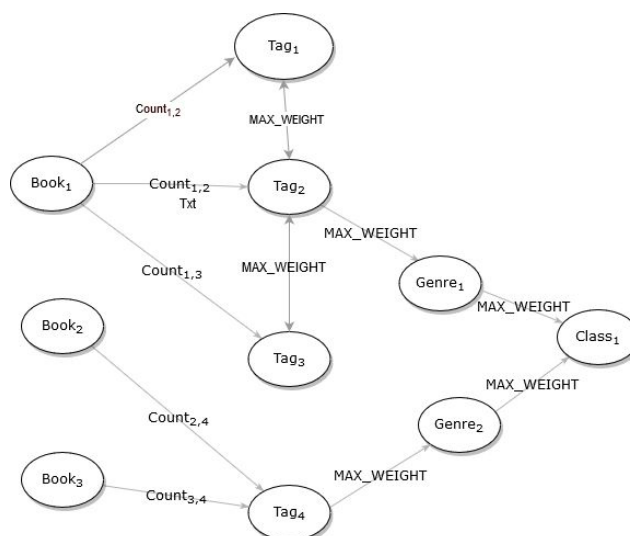 Tag₁
Count₁,₂
MAX_WEIGHT
Book₁
Count₁,₂
Txt
Tag₂
MAX_WEIGHT
MAX_WEIGHT
Count₁,₃
Genre₁
MAX_WEIGHT
Book₂
Tag₃
Class₁
MAX_WEIGHT
Count₂,₄
Genre₂
Book₃
MAX_WEIGHT
Count₃,₄
Tag₄